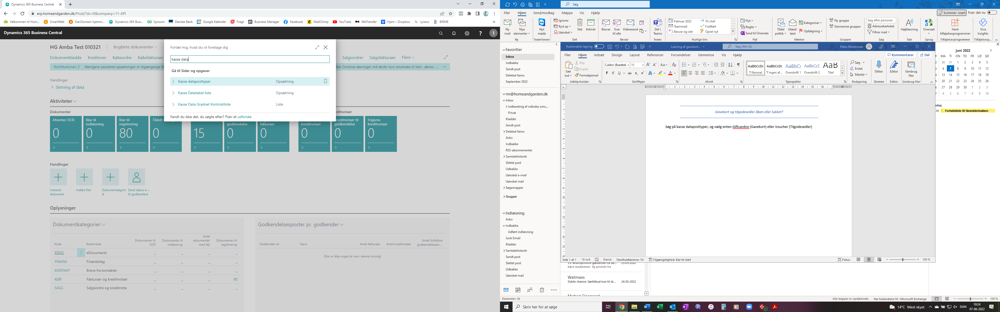 Dynamics 365 Business Central
erp.homeandgarden.dk/Prod/?dc=0&company=11-API
Velkommen til Hom...
SmartWeb
DanDomain-hjemm...
Dynamics 365 Busi...
Sproom
Danske Bank
Google Kalender
Fragt
Business Manager
Facebook
MailChimp
YouTube
WeTransfer
Hjem – Dropbox
Lyreco
BIRME
Dynamics 365 Business Central
1
HG Amba Test 010321
Bogførte dokumenter
Dokumentkladde
Kreditorer
Købsordre
Købsfakturaer
Salgsordrer
Salgsfakturaer
Flere
Notifikationer: 2
Yderligere assisteret opsætninger er tilgængelige fo
Alle Continia-løsninger må derfor kun anvendes til test-, demo- ...
Handlinger
Sletning af data
Aktiviteter
Dokumenter
editnotaer
Afventer OCR
0
Klar til indlæsning
0
Klar til registrering
80
Tildelt
0
15
godkendelse
0
fakturaer
0
kreditnotaer
0
Kreditnotaer til godkendelse
0
Frigivne kreditnotaer
0
Fortæl mig, hvad du vil foretage dig
kasse data
Gå til Sider og opgaver
Kasse dataposttyper Opsætning
Kasse Datatabel liste Opsætning
Kasse Data Gradnet Kontroklliste Liste
Fandt du ikke det, du søgte efter? Prøv at udforske
Handlinger
Indsend dokument
Indlæs filer
Dokumentsøgning
Send status e-... til godkendere
Oplysninger
Dokumentkategorier
Kode Beskrivelse Dokumenter til OCR Dokumenter til indlæsning Antal dokumenter med fejl Dokumenter til registrering
EDOC eDocuments _ _ _ _
FINANS Finansbilag _ _ _ _
KONTAKT Breve fra kontakter _ _ _ _
KØB Fakturaer og kreditnotaer _ _ _ 80
SALG Salgsordre og kreditnota _ _ _ _
Godkendelsesposter pr. godkender
Godkender-id Navn Antal fakturaer Antal kreditnotaer Antal forfaldne godkendelsesan...
(Der er ikke noget at vise i denne visning)
Søg
Filer Hjem Send/modtag Mappe Vis Hjælp
Kommer snart
Prøv det nu
Ny mail
Nye elementer
Ny
Nyt møde
TeamViewer
Ignorer
Ryd op
Uønsket
Slet
Arkivér
Slet
Besvar
Svar til alle
Videresend
Besvar
Del i Teams
Teams
Februar 2022
Teammail
Besvar og slet
Til chef
Fuldført
Opret nyt
Hurtige trin
Flyt
Regler
Send til Onenote
Flyt
Tildel politik
Ulæst/læst
Kategoriser
Opfølgning
Mærker
Ny gruppe
Gennemse grupper
Grupper
Søg efter personer
Adressekartotek
Filtrer mail
Søg
Højtlæsning
Tale
Oversæt
Sprog
Hent tilføjelsesprogrammer
Tilføjelsesprogrammer
Viva Insights
Tilføjelsesp...
Favoritter
Inbox
Indbakke
Sendt post
Deleted Items
September 2022
rm@homeandgarden.dk
Inbox
Indberetnig af måndes oms...
Privat
Kladder
Sendt post
Deleted Items
Arkiv
Indbakke
RSS-abonnementer
Samtalehistorik
Slettet post
Udbakke
Uønsket e-mail
Uønsket mail
Søgemapper
Grupper
Indlæsning
Arkiv
Indbakke
Udført indlæsning
Junk Email
Kladder
Samtalehistorik
Sendt post
Slettet post
Udbakke
Uønsket mail
Automatisk lagring
Lukning af gavekort...
Søg (Alt+Q)
Rikke Mortensen
Filer Hjem Indsæt Design Layout Referencer Forsendelser Gennemse Vis Hjælp
Kommentarer
Del
Sæt ind
Klip
Kopiér
Formatpensel
Udklipsholder
Calibri (Brødtek
11
Skrifttype
Afsnit
AaBbCcDc
¶ Normal
AaBbCcDc
¶ Ingen af...
AaBbCc
Overskrift 1
AaBbCcD
Overskrift 2
AaB
Titel
Typografier
Søg
Erstat
Markér
Redigering
Dikter
Stemme
Editor
Editor
Genbrug filer
Genbrug filer
Gavekort og tilgodesedler åben eller lukket?
Søg på kasse dataposttyper, og vælg enten Giftcardno (Gavekort) eller Voucher (Tilgodesedler)
Side 1 af 1
18 ord
Dansk
Tekstforudsigelser: Til
Tilgængelighed: Klar til start
Fokus
100 %
juni 2022
MA TI ON TO FR LØ SØ
30 31 1 2 3 4 5
6 7 8 9 10 11 12
13 14 15 16 17 18 19
20 21 22 23 24 25 26
27 28 29 30 1 2 3
4 5 6 7 8 9 10
sdag
30 Forfaldsliste til Skrædderbakken
VS: Bruttoprisliste gældende fra de... 25-05-2022
Kære medlemmer Ny prisliste fra
Wallmans
Sidste chance: Særtilbud kun til di... 24-05-2022
Elementer: 56
Alle mapper er opdaterede.
Har forbindelse til : Microsoft Exchange
100 %
Skriv her for at søge
14°C Mest skyet
DAN
10:24
07-06-2022